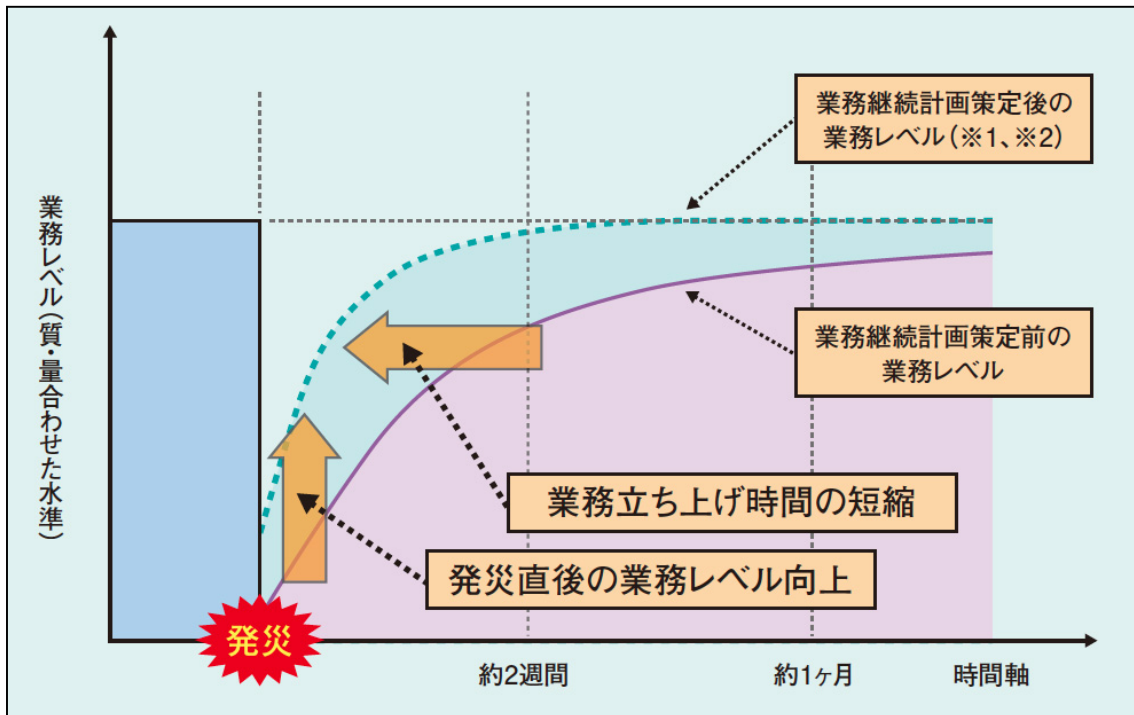 業務継続計画策定後の
業務レベル(※1、※2)
業務レベル(質・量合わせた水準)
業務継続計画策定前の
業務レベル
業務立ち上げ時間の短縮
発災直後の業務レベル向上
発災
約2週間
約1ヶ月
時間軸